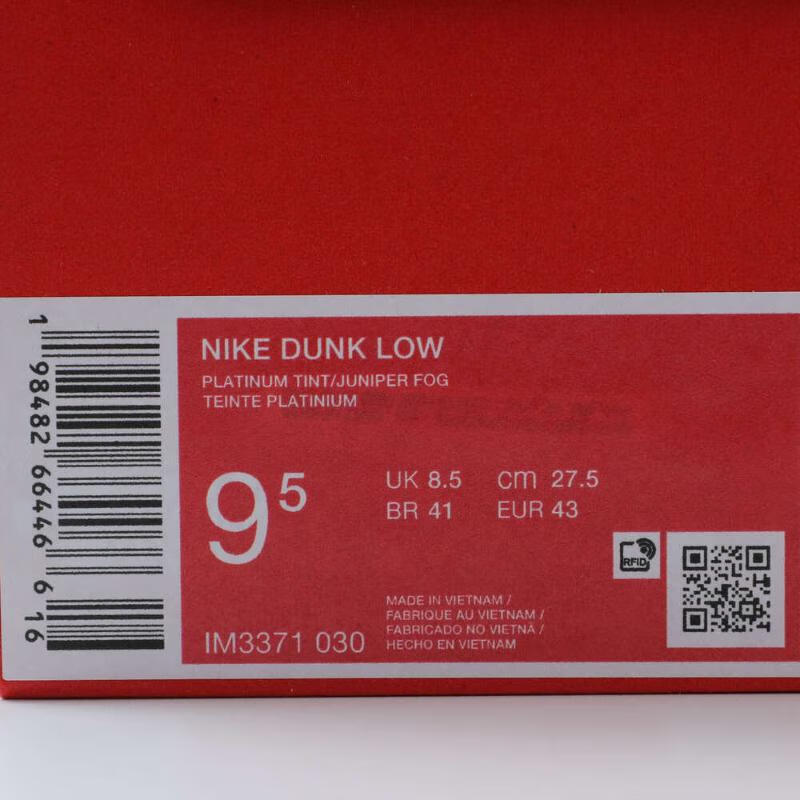 NIKE DUNK LOW
PLATINUM TINT/JUNIPER FOG
TEINTE PLATINIUM
9⁵
UK 8.5 cm 27.5
BR 41 EUR 43
RFID
MADE IN VIETNAM /
FABRIQUE AU VIETNAM /
FABRICADO NO VIETNÃ /
HECHO EN VIETNAM
IM3371 030
1 98482 66446 6 16